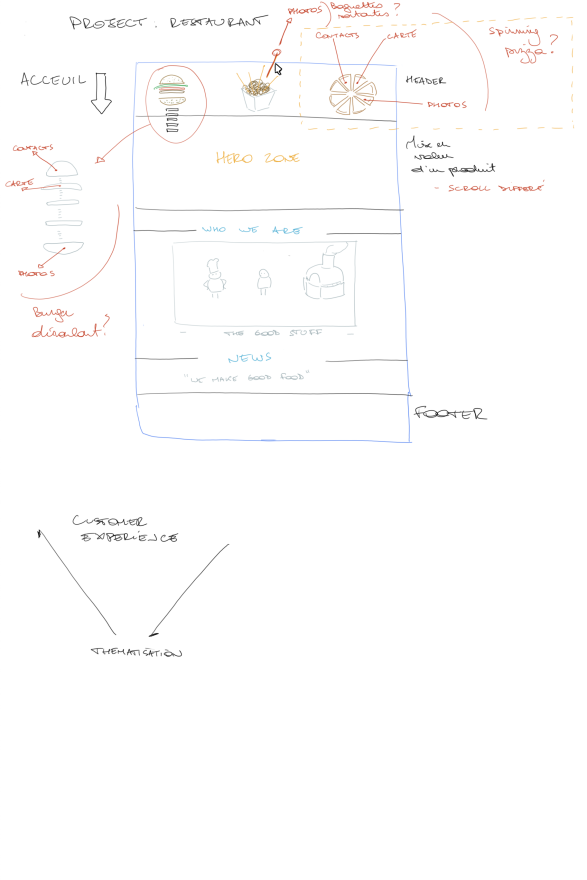 PROJECT. RESTAURANT
PHOTOS
Baguettes
rotatives ?
CONTACTS
CARTE
Spinning
pizza ?
ACCEUIL
HEADER
PHOTOS
CONTACTS
CARTE
PHOTOS
HERO ZONE
Mise en
valeur
d'un produit
- SCROLL DIFFERÉ
WHO WE ARE
Burger
déroulant ?
- THE GOOD STUFF -
NEWS
"WE MAKE GOOD FOOD"
FOOTER
CUSTOMER
EXPERIENCE
THEMATISATION